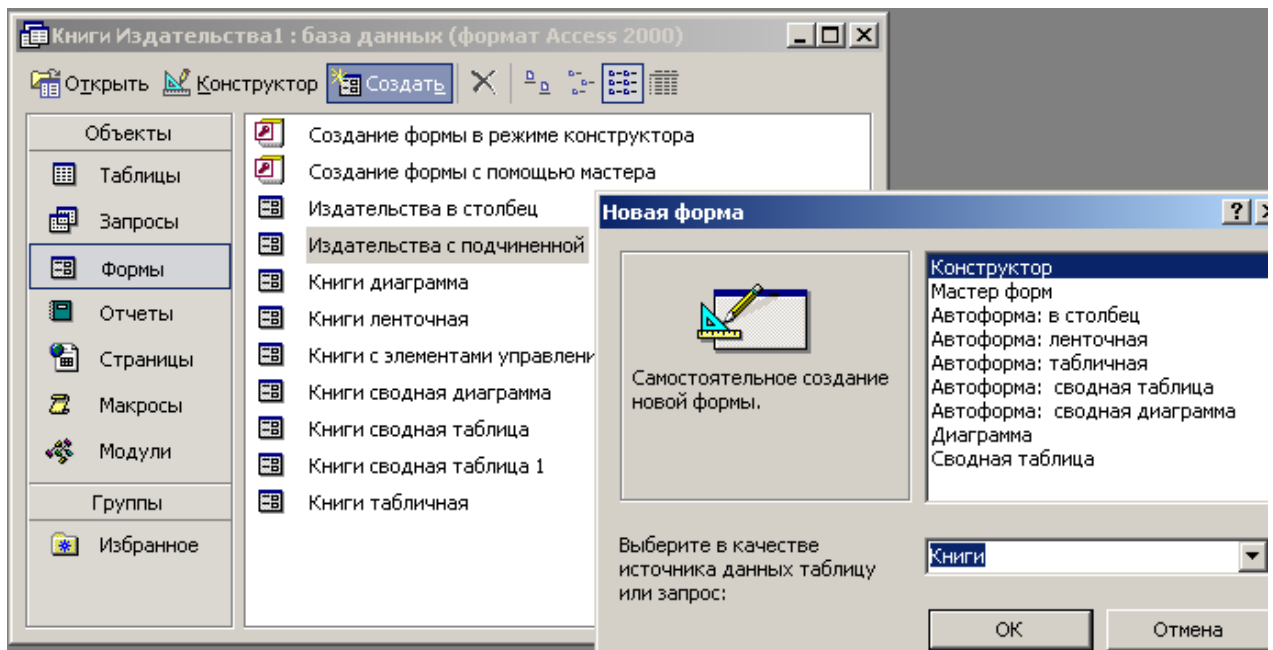 Книги Издательства1 : база данных (формат Access 2000)
Открыть Конструктор Создать
Объекты
Таблицы
Запросы
Формы
Отчеты
Страницы
Макросы
Модули
Группы
Избранное
Создание формы в режиме конструктора
Создание формы с помощью мастера
Издательства в столбец
Издательства с подчиненной
Книги диаграмма
Книги ленточная
Книги с элементами управлени
Книги сводная диаграмма
Книги сводная таблица
Книги сводная таблица 1
Книги табличная
Новая форма
Самостоятельное создание
новой формы.
Конструктор
Мастер форм
Автоформа: в столбец
Автоформа: ленточная
Автоформа: табличная
Автоформа: сводная таблица
Автоформа: сводная диаграмма
Диаграмма
Сводная таблица
Выберите в качестве
источника данных таблицу
или запрос:
Книги
ОК
Отмена